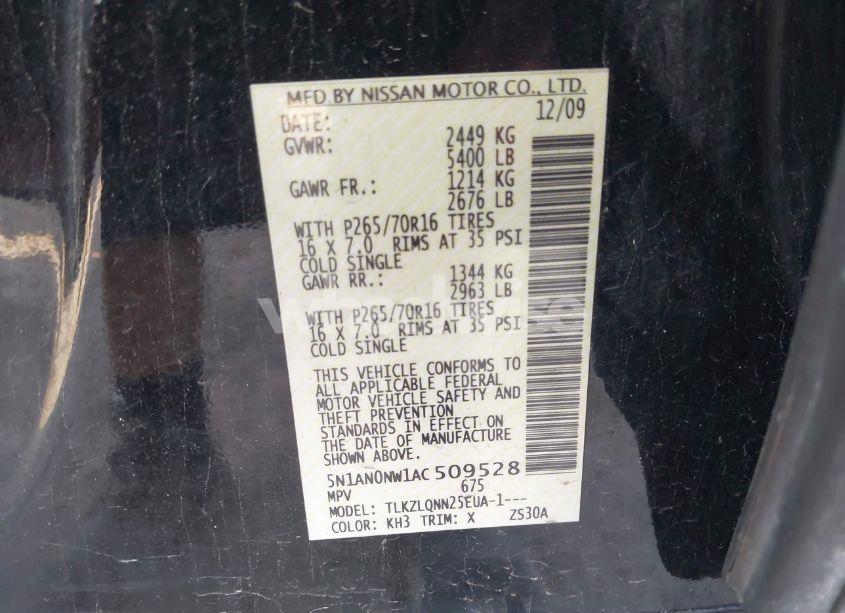 MFD.BY NISSAN MOTOR CO., LTD.
DATE: 12/09
GVWR: 2449 KG
5400 LB
GAWR FR.: 1214 KG
2676 LB
WITH P265/70R16 TIRES
16 X 7.0 RIMS AT 35 PSI
COLD SINGLE
GAWR RR.: 1344 KG
2963 LB
WITH P265/70R16 TIRES
16 X 7.0 RIMS AT 35 PSI
COLD SINGLE
THIS VEHICLE CONFORMS TO
ALL APPLICABLE FEDERAL
MOTOR VEHICLE SAFETY AND
THEFT PREVENTION
STANDARDS IN EFFECT ON
THE DATE OF MANUFACTURE
SHOWN ABOVE.
5N1AN0NW1AC509528
MPV 675
MODEL: TLKZLQNN25EUA-1---
COLOR: KH3 TRIM: X ZS30A